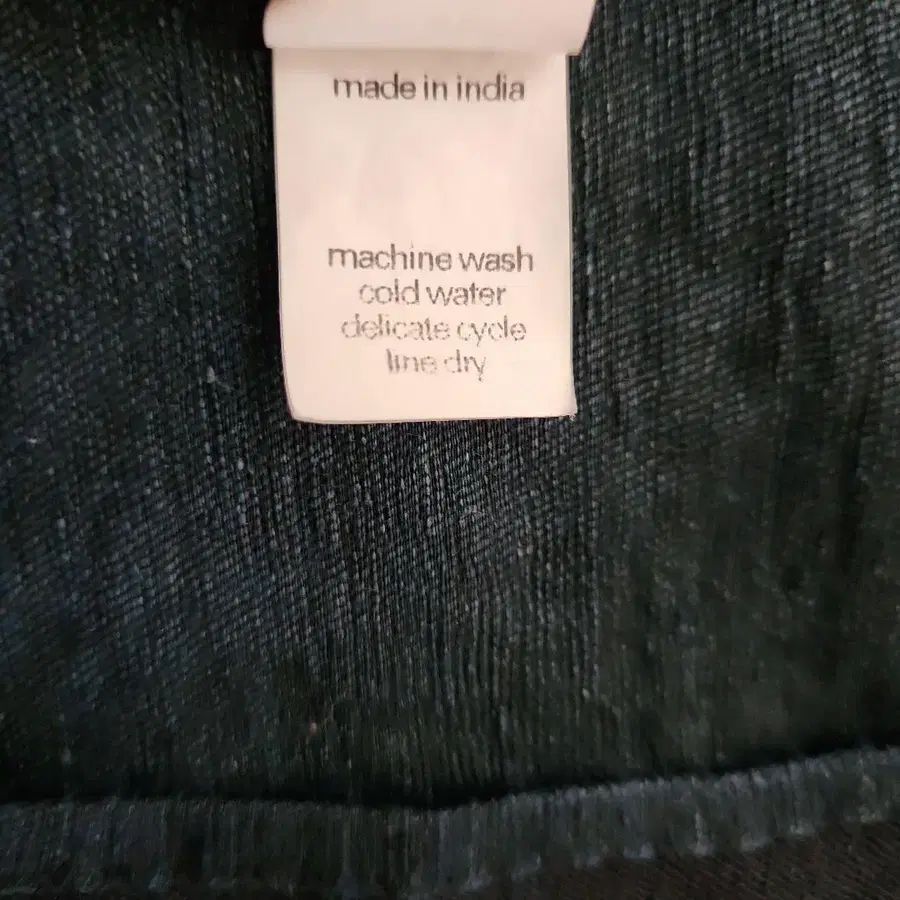 made in india
machine wash
cold water
delicate cycle
line dry